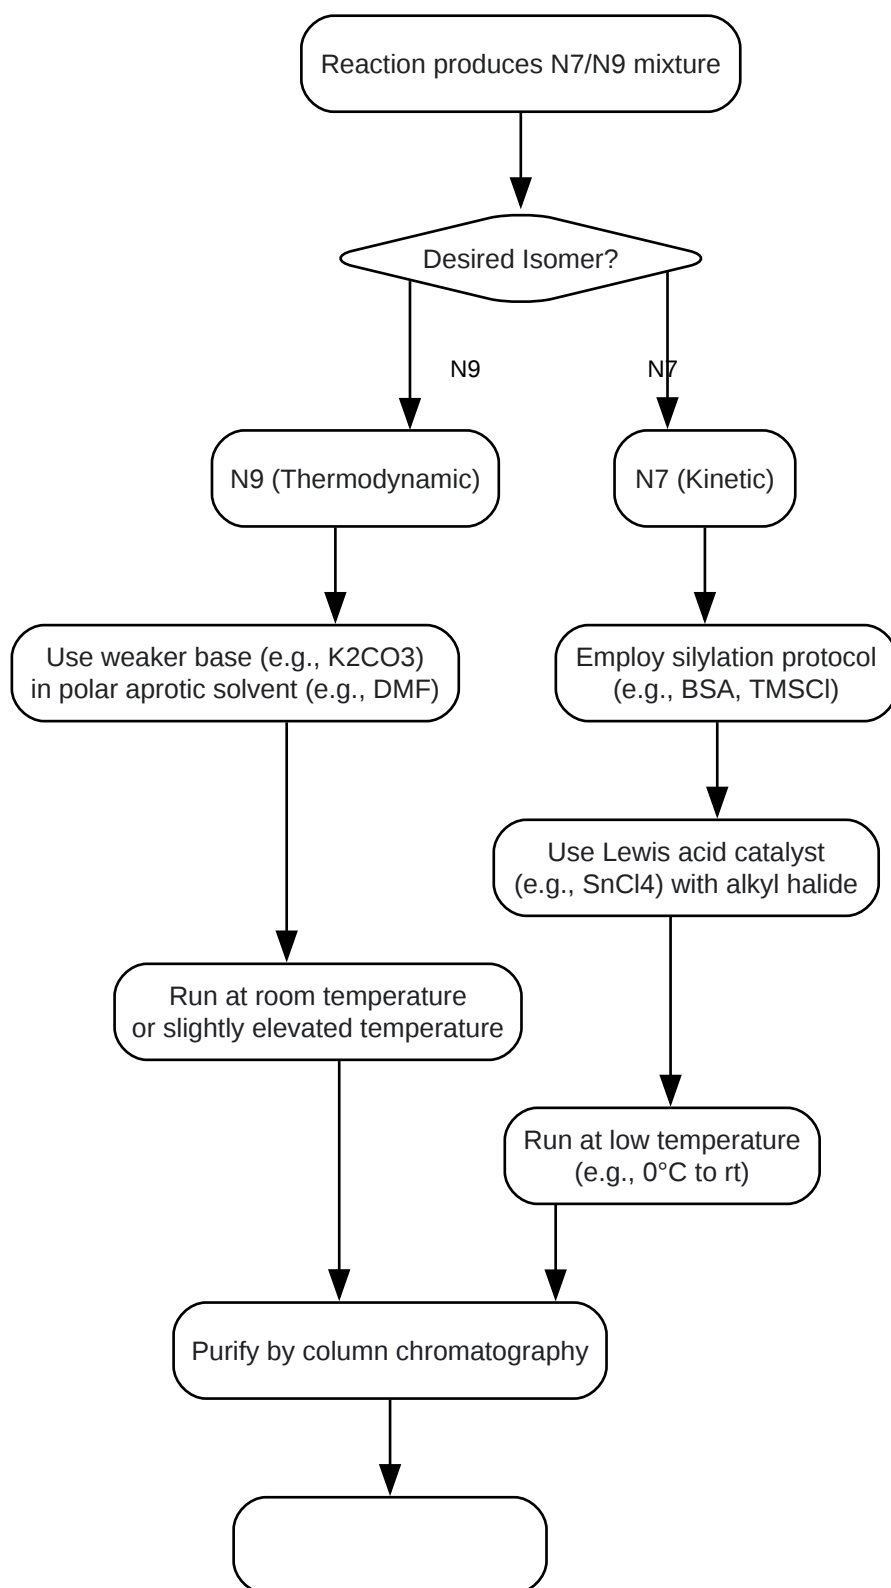 Reaction produces N7/N9 mixture
Desired Isomer?
N9
N7
N9 (Thermodynamic)
N7 (Kinetic)
Use weaker base (e.g., K2CO3)
in polar aprotic solvent (e.g., DMF)
Employ silylation protocol
(e.g., BSA, TMSCl)
Use Lewis acid catalyst
(e.g., SnCl4) with alkyl halide
Run at room temperature
or slightly elevated temperature
Run at low temperature
(e.g., 0°C to rt)
Purify by column chromatography